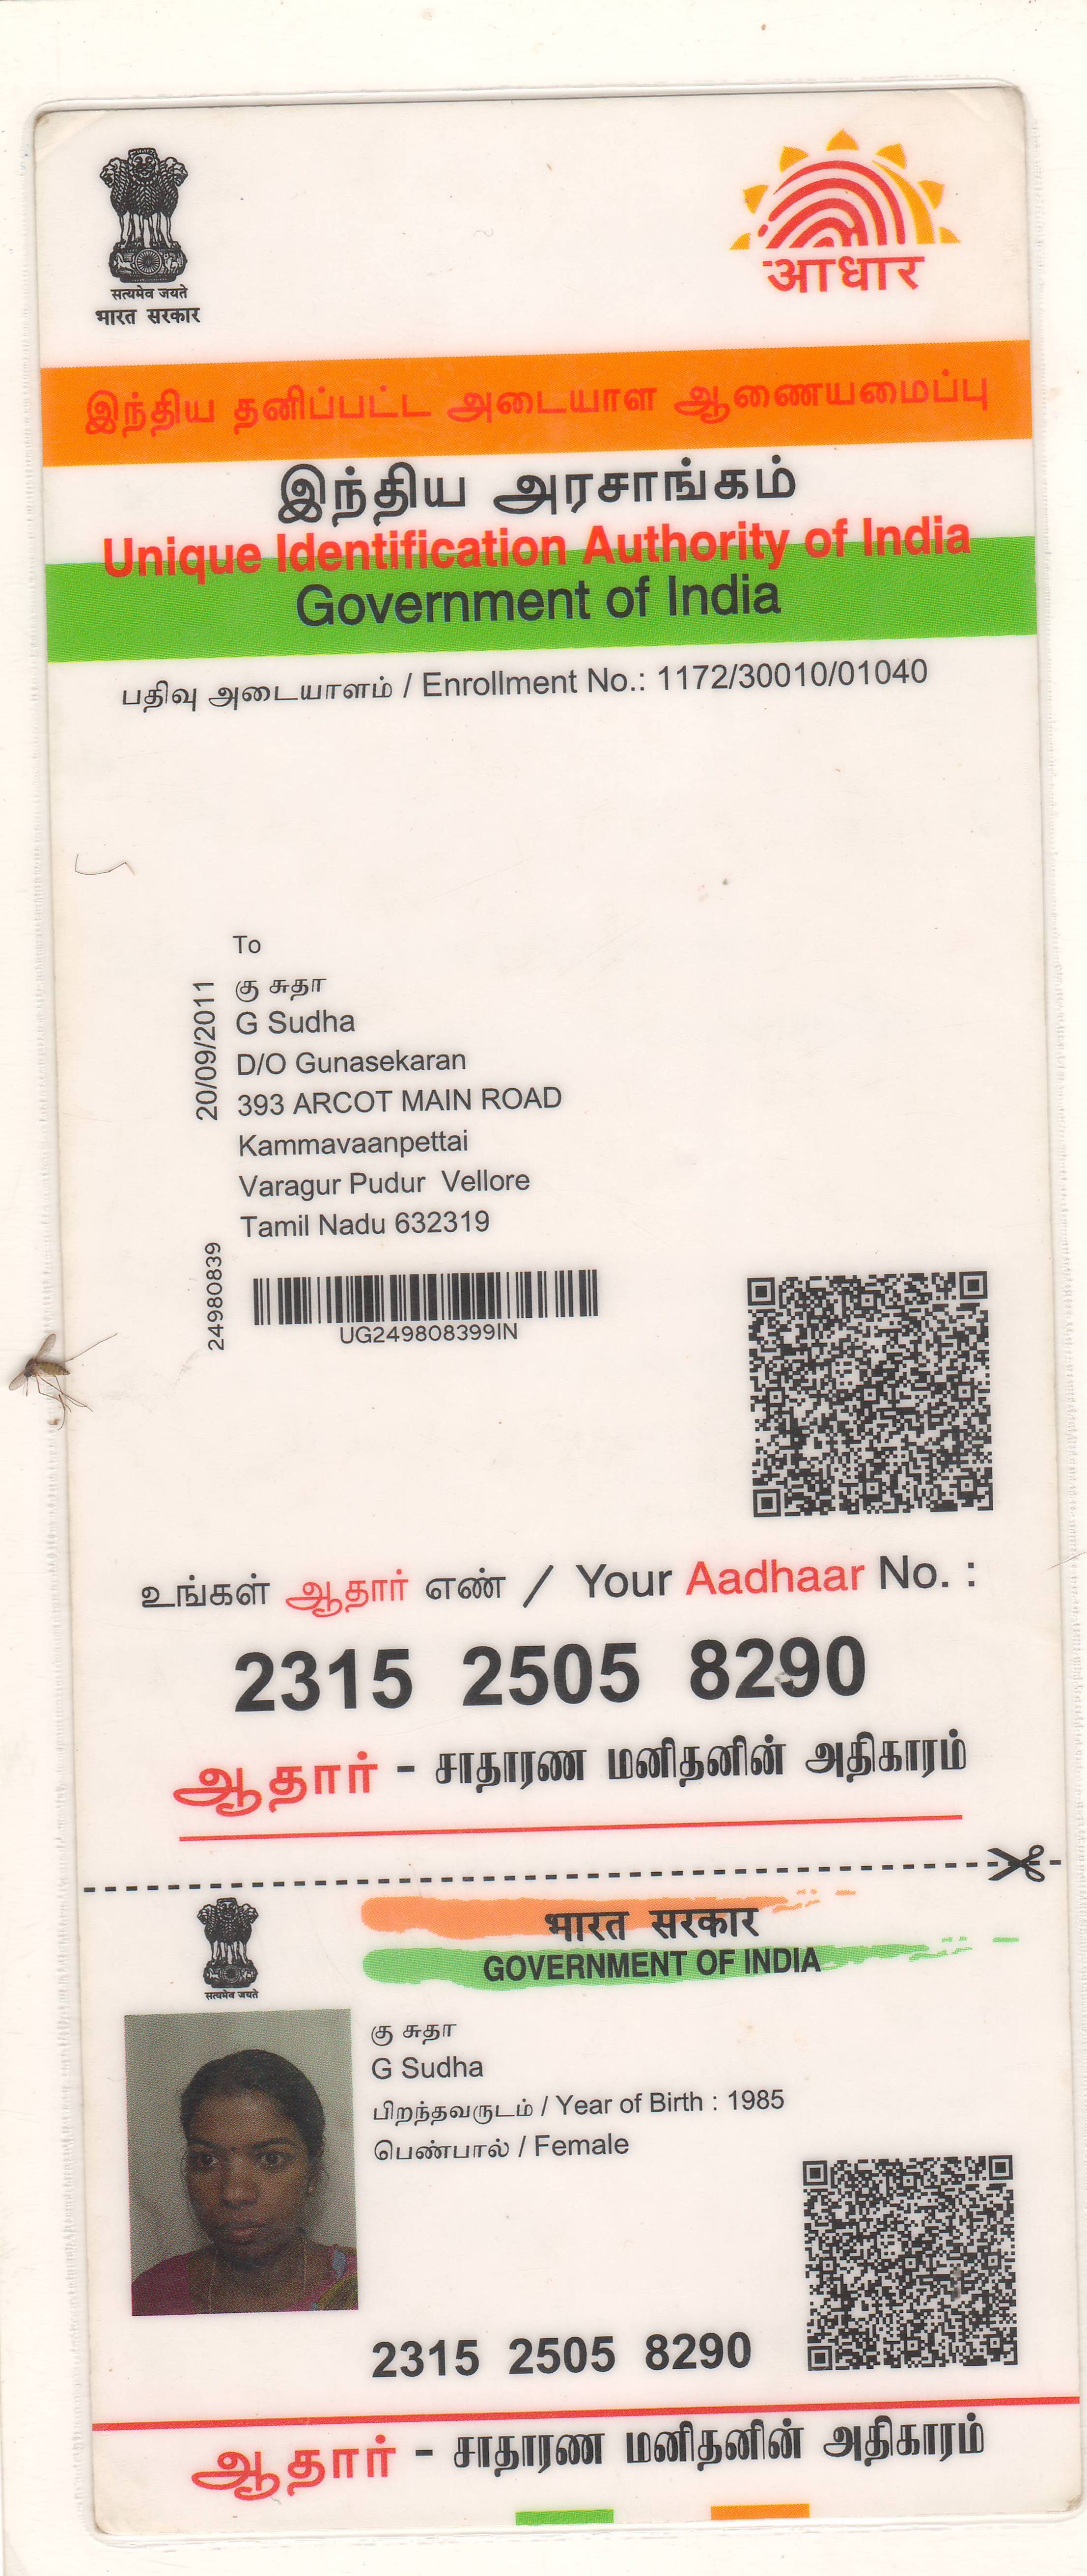 सत्यमेव जयते
भारत सरकार
आधार
இந்திய தனிப்பட்ட அடையாள ஆணையமைப்பு
இந்திய அரசாங்கம்
Unique Identification Authority of India
Government of India
பதிவு அடையாளம் / Enrollment No.: 1172/30010/01040
To
கு சுதா
G Sudha
D/O Gunasekaran
393 ARCOT MAIN ROAD
Kammavaanpettai
Varagur Pudur Vellore
Tamil Nadu 632319
20/09/2011
24980839
UG249808399IN
உங்கள் ஆதார் எண் / Your Aadhaar No. :
2315 2505 8290
ஆதார் - சாதாரண மனிதனின் அதிகாரம்
सत्यमेव जयते
भारत सरकार
GOVERNMENT OF INDIA
கு சுதா
G Sudha
பிறந்தவருடம் / Year of Birth : 1985
பெண்பால் / Female
2315 2505 8290
ஆதார் - சாதாரண மனிதனின் அதிகாரம்